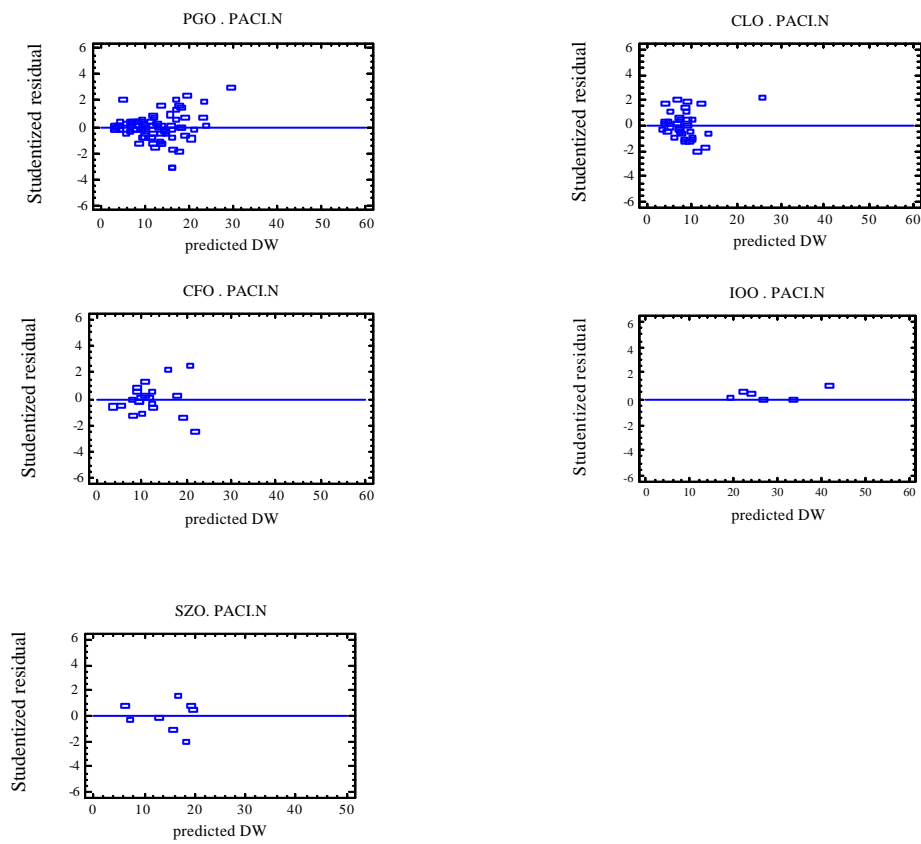 PGO . PACI.N
Studentized residual
6
4
2
0
-2
-4
-6
0 10 20 30 40 50 60
predicted DW
CLO . PACI.N
Studentized residual
6
4
2
0
-2
-4
-6
0 10 20 30 40 50 60
predicted DW
CFO . PACI.N
Studentized residual
6
4
2
0
-2
-4
-6
0 10 20 30 40 50 60
predicted DW
IOO . PACI.N
Studentized residual
6
4
2
0
-2
-4
-6
0 10 20 30 40 50 60
predicted DW
SZO. PACI.N
Studentized residual
6
4
2
0
-2
-4
-6
0 10 20 30 40 50
predicted DW